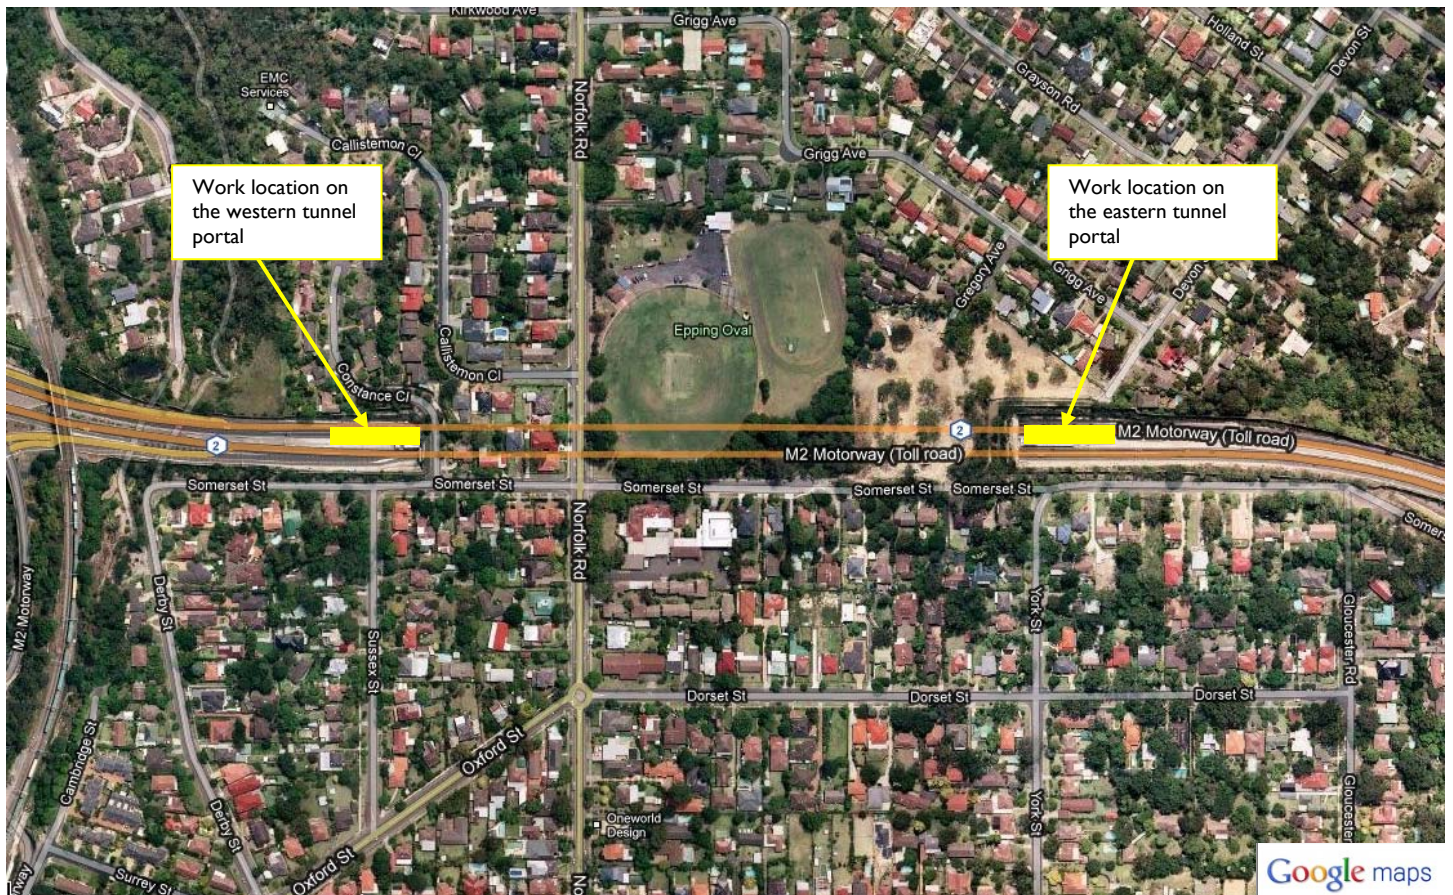 Kirkwood Ave
Grigg Ave
Holland St
Devon St
EMC
Services
Norfolk Rd
Grayson Rd
Callistemon Cl
Grigg Ave
Work location on
the western tunnel
portal
Work location on
the eastern tunnel
portal
Gregory Ave
Grigg Ave
Devon
Epping Oval
Callistemon Cl
Constance Cl
2
2
M2 Motorway (Toll road)
M2 Motorway (Toll road)
Somerset St
Somerset St
Somerset St
Somerset St
Somerset St
Somers
Norfolk Rd
M2 Motorway
Derby St
Sussex St
York St
Gloucester Rd
Dorset St
Dorset St
Dorset St
Cambridge St
Oxford St
Derby St
Oneworld
Design
York St
Gloucester
Surrey St
Oxford St
No
rway
Google maps